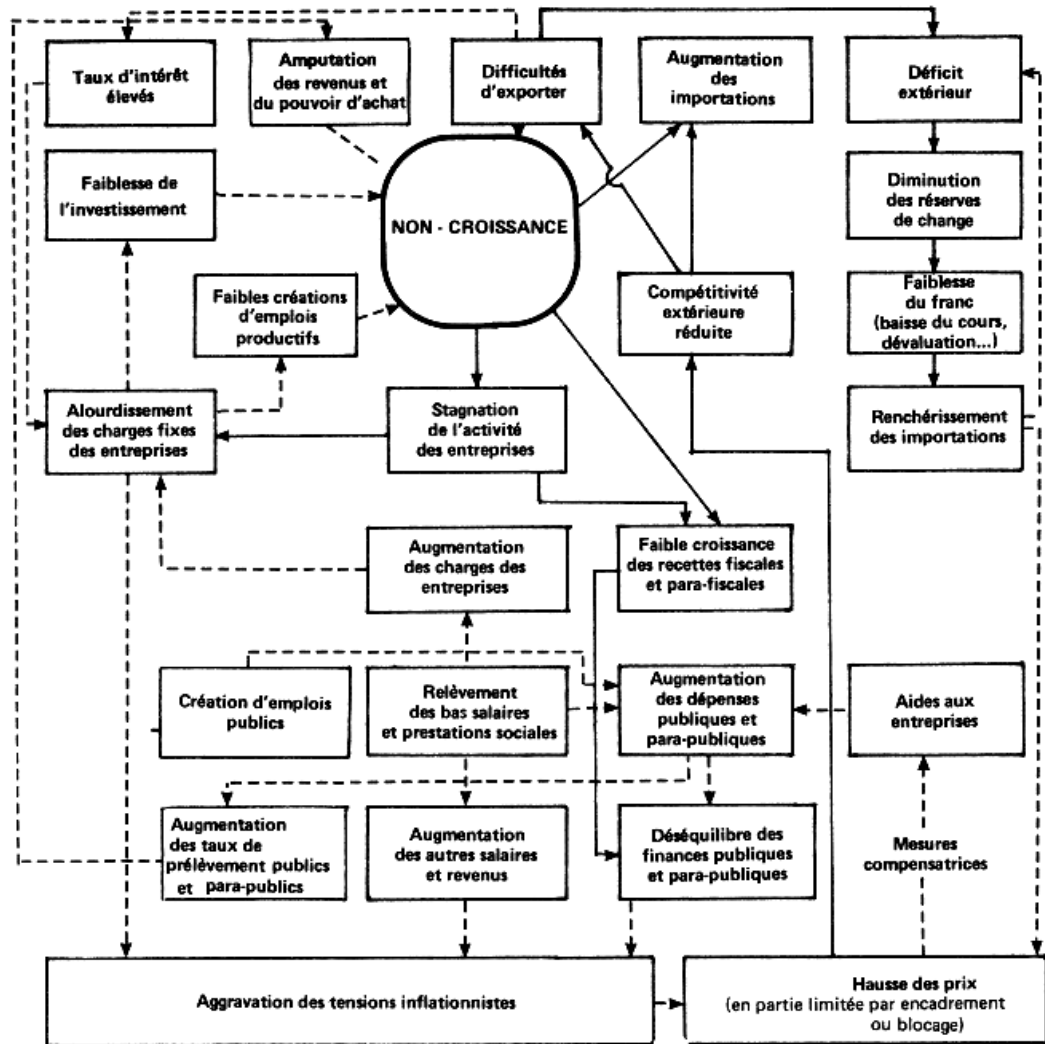 Taux d'intérêt
élevés
Amputation
des revenus et
du pouvoir d'achat
Difficultés
d'exporter
Augmentation
des
importations
Déficit
extérieur
Faiblesse de
l'investissement
NON - CROISSANCE
Diminution
des réserves
de change
Faibles créations
d'emplois
productifs
Compétitivité
extérieure
réduite
Faiblesse
du franc
(baisse du cours,
dévaluation...)
Alourdissement
des charges fixes
des entreprises
Stagnation
de l'activité
des entreprises
Renchérissement
des importations
Augmentation
des charges des
entreprises
Faible croissance
des recettes fiscales
et para-fiscales
Création d'emplois
publics
Relèvement
des bas salaires
et prestations sociales
Augmentation
des dépenses
publiques et
para-publiques
Aides aux
entreprises
Augmentation
des taux de
prélèvement publics
et para-publics
Augmentation
des autres salaires
et revenus
Déséquilibre des
finances publiques
et para-publiques
Mesures
compensatrices
Aggravation des tensions inflationnistes
Hausse des prix
(en partie limitée par encadrement
ou blocage)